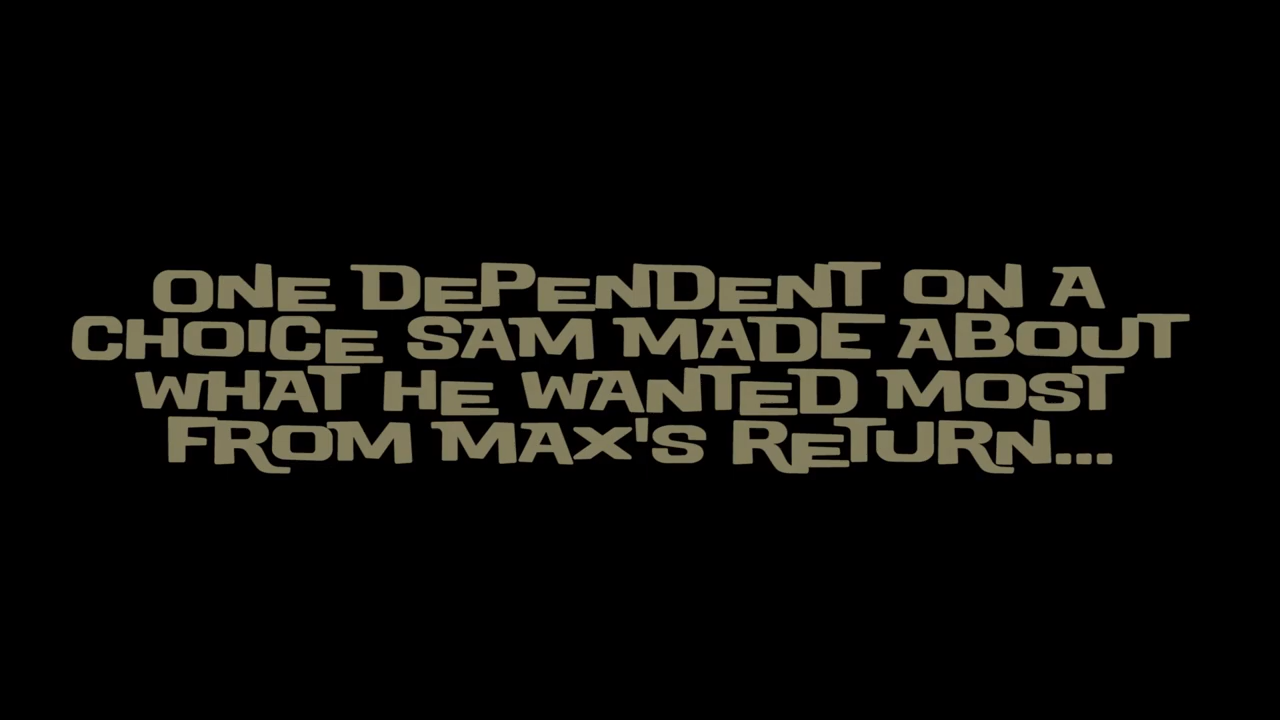 ONE DEPENDENT ON A
CHOICE SAM MADE ABOUT
WHAT HE WANTED MOST
FROM MAX'S RETURN...